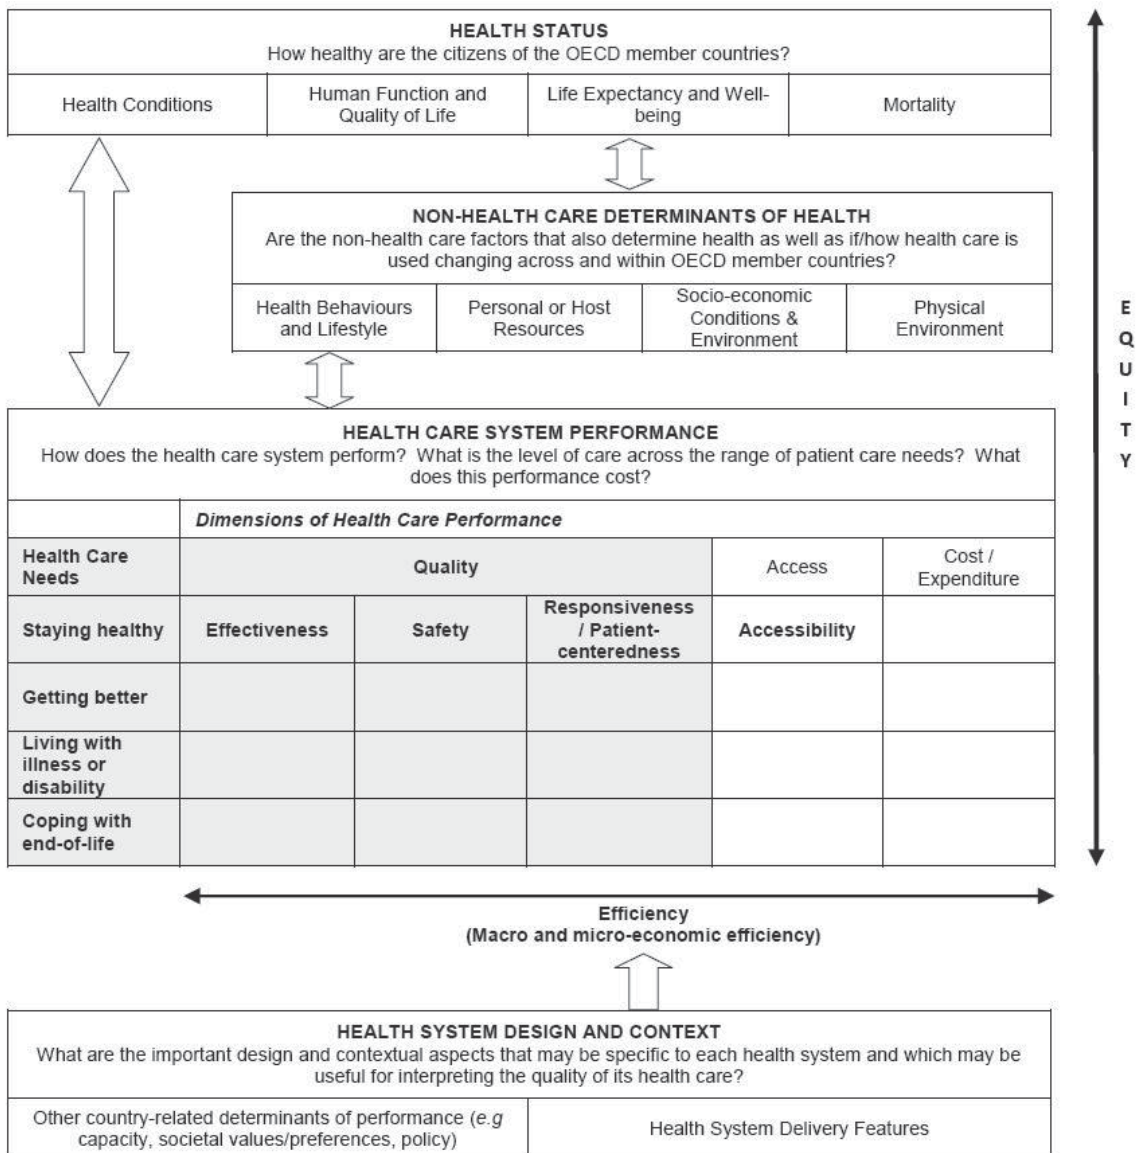 HEALTH STATUS
How healthy are the citizens of the OECD member countries?
Health Conditions
Human Function and
Quality of Life
Life Expectancy and Well-
being
Mortality
NON-HEALTH CARE DETERMINANTS OF HEALTH
Are the non-health care factors that also determine health as well as if/how health care is
used changing across and within OECD member countries?
Health Behaviours
and Lifestyle
Personal or Host
Resources
Socio-economic
Conditions &
Environment
Physical
Environment
E
Q
U
I
T
Y
HEALTH CARE SYSTEM PERFORMANCE
How does the health care system perform? What is the level of care across the range of patient care needs? What
does this performance cost?
Dimensions of Health Care Performance
Health Care
Needs
Quality
Access
Cost /
Expenditure
Staying healthy
Effectiveness
Safety
Responsiveness
/ Patient-
centeredness
Accessibility
Getting better
Living with
illness or
disability
Coping with
end-of-life
Efficiency
(Macro and micro-economic efficiency)
HEALTH SYSTEM DESIGN AND CONTEXT
What are the important design and contextual aspects that may be specific to each health system and which may be
useful for interpreting the quality of its health care?
Other country-related determinants of performance (e.g
capacity, societal values/preferences, policy)
Health System Delivery Features